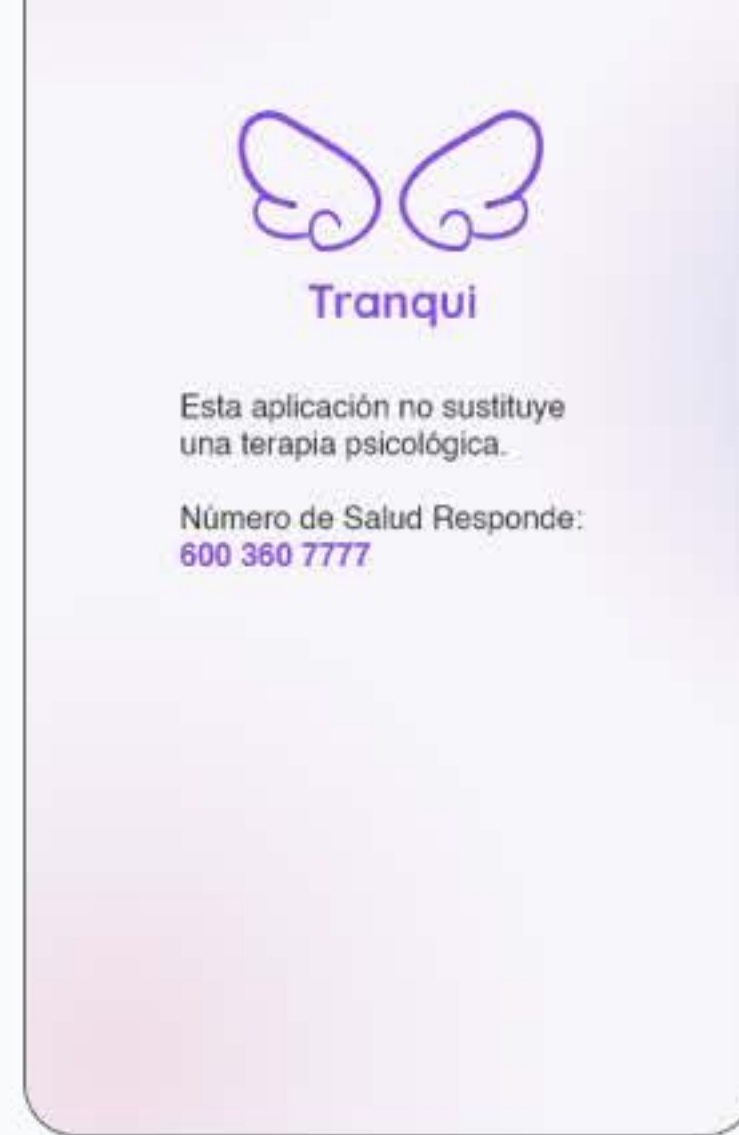 Tranqui
Esta aplicación no sustituye
una terapia psicológica.
Número de Salud Responde:
600 360 7777